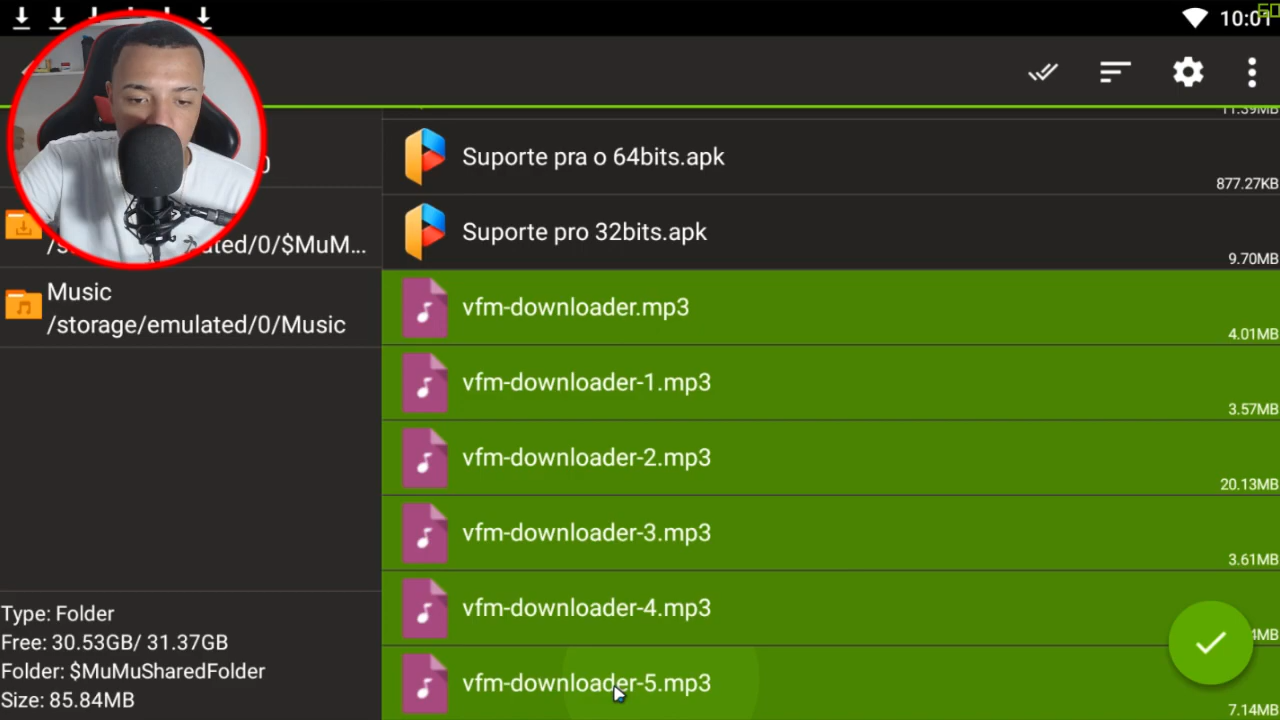 10:01
60
11.39MB
Suporte pra o 64bits.apk
877.27KB
Suporte pro 32bits.apk
9.70MB
/$MuM...
Music
/storage/emulated/0/Music
vfm-downloader.mp3
4.01MB
vfm-downloader-1.mp3
3.57MB
vfm-downloader-2.mp3
20.13MB
vfm-downloader-3.mp3
3.61MB
vfm-downloader-4.mp3
4MB
vfm-downloader-5.mp3
7.14MB
Type: Folder
Free: 30.53GB/ 31.37GB
Folder: $MuMuSharedFolder
Size: 85.84MB